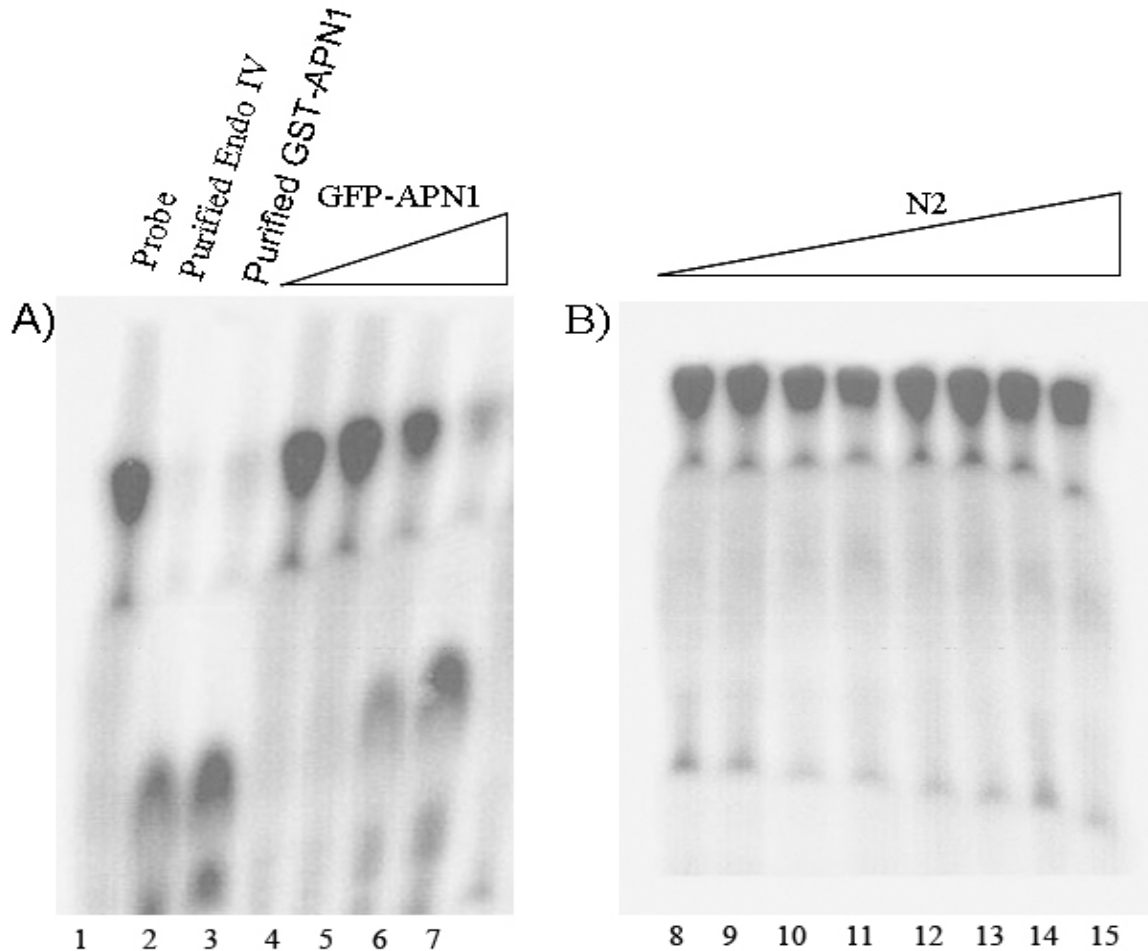 Probe
Purified Endo IV
Purified GST-APN1
GFP-APN1
N2
A)
B)
1 2 3 4 5 6 7
8 9 10 11 12 13 14 15